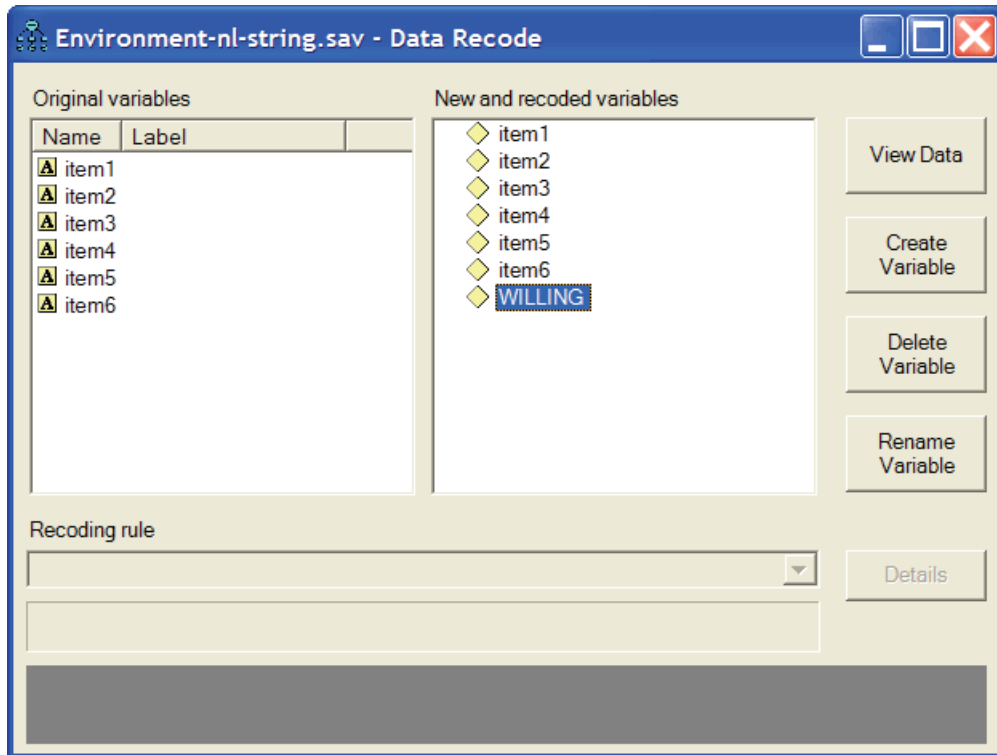 Environment-nl-string.sav - Data Recode
Original variables
Name Label
A item1
A item2
A item3
A item4
A item5
A item6
New and recoded variables
item1
item2
item3
item4
item5
item6
WILLING
View Data
Create
Variable
Delete
Variable
Rename
Variable
Recoding rule
Details